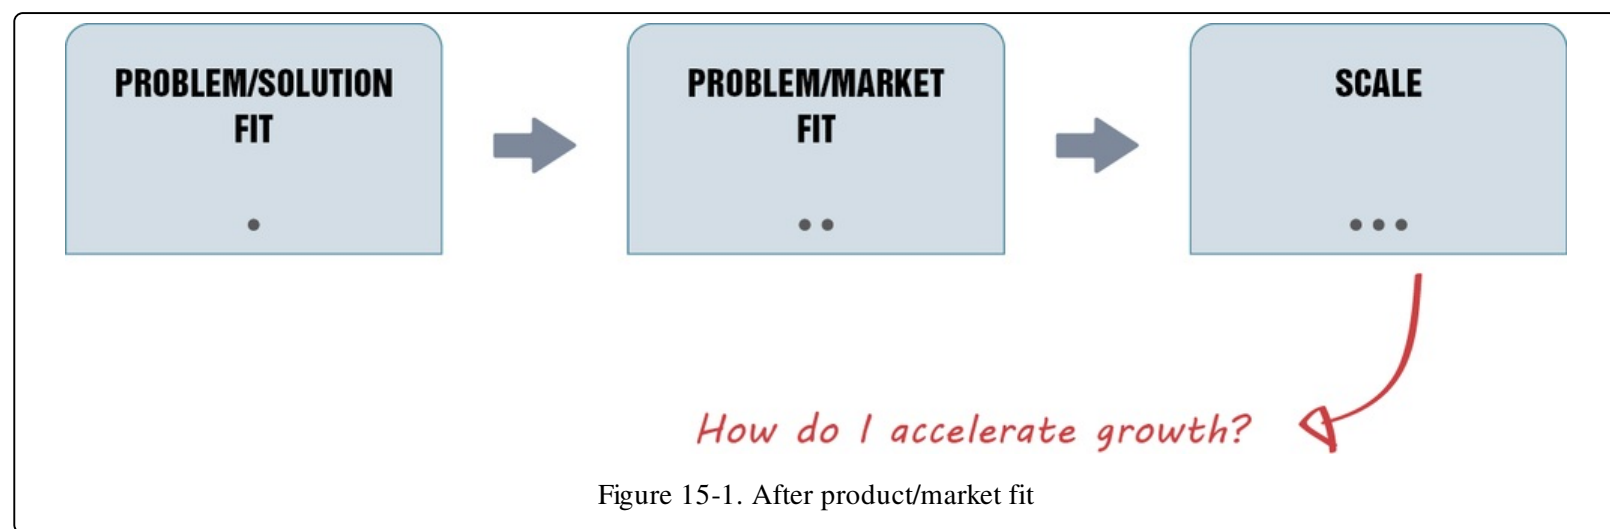 PROBLEM/SOLUTION
FIT
PROBLEM/MARKET
FIT
SCALE
How do I accelerate growth?
Figure 15-1. After product/market fit